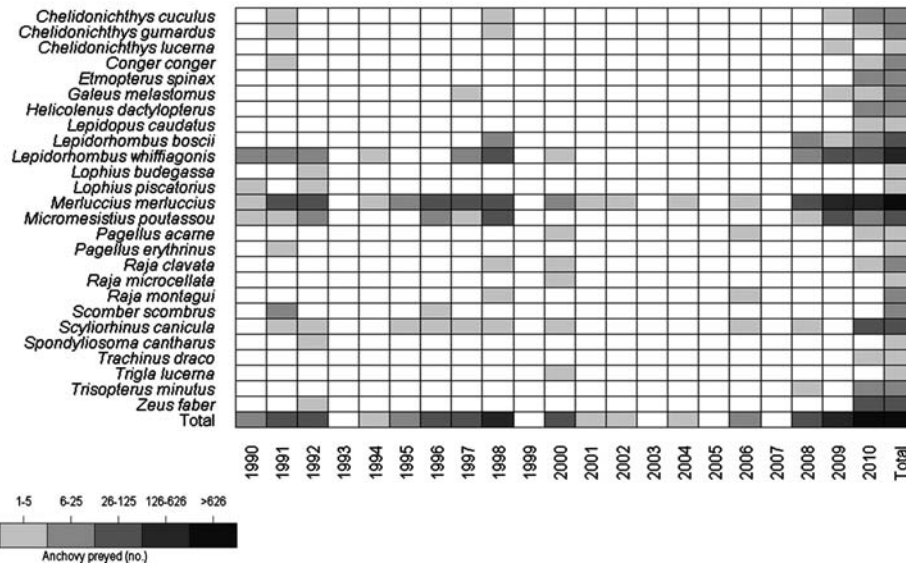 Chelidonichthys cuculus
Chelidonichthys gurnardus
Chelidonichthys lucerna
Conger conger
Etmopterus spinax
Galeus melastomus
Helicolenus dactylopterus
Lepidopus caudatus
Lepidorhombus boscii
Lepidorhombus whiffiagonis
Lophius budegassa
Lophius piscatorius
Merluccius merluccius
Micromesistius poutassou
Pagellus acarne
Pagellus erythrinus
Raja clavata
Raja microcellata
Raja montagui
Scomber scombrus
Scyliorhinus canicula
Spondyliosoma cantharus
Trachinus draco
Trigla lucerna
Trisopterus minutus
Zeus faber
Total
1990 1991 1992 1993 1994 1995 1996 1997 1998 1999 2000 2001 2002 2003 2004 2005 2006 2007 2008 2009 2010 Total
1-5 6-25 26-125 126-626 >626
Anchovy preyed (no.)